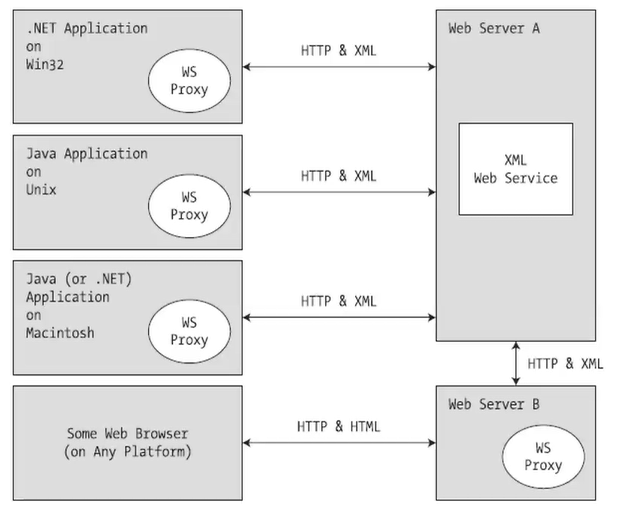 .NET Application
on
Win32
WS
Proxy
HTTP & XML
Web Server A
XML
Web Service
Java Application
on
Unix
WS
Proxy
HTTP & XML
Java (or .NET)
Application
on
Macintosh
WS
Proxy
HTTP & XML
HTTP & XML
Some Web Browser
(on Any Platform)
HTTP & HTML
Web Server B
WS
Proxy